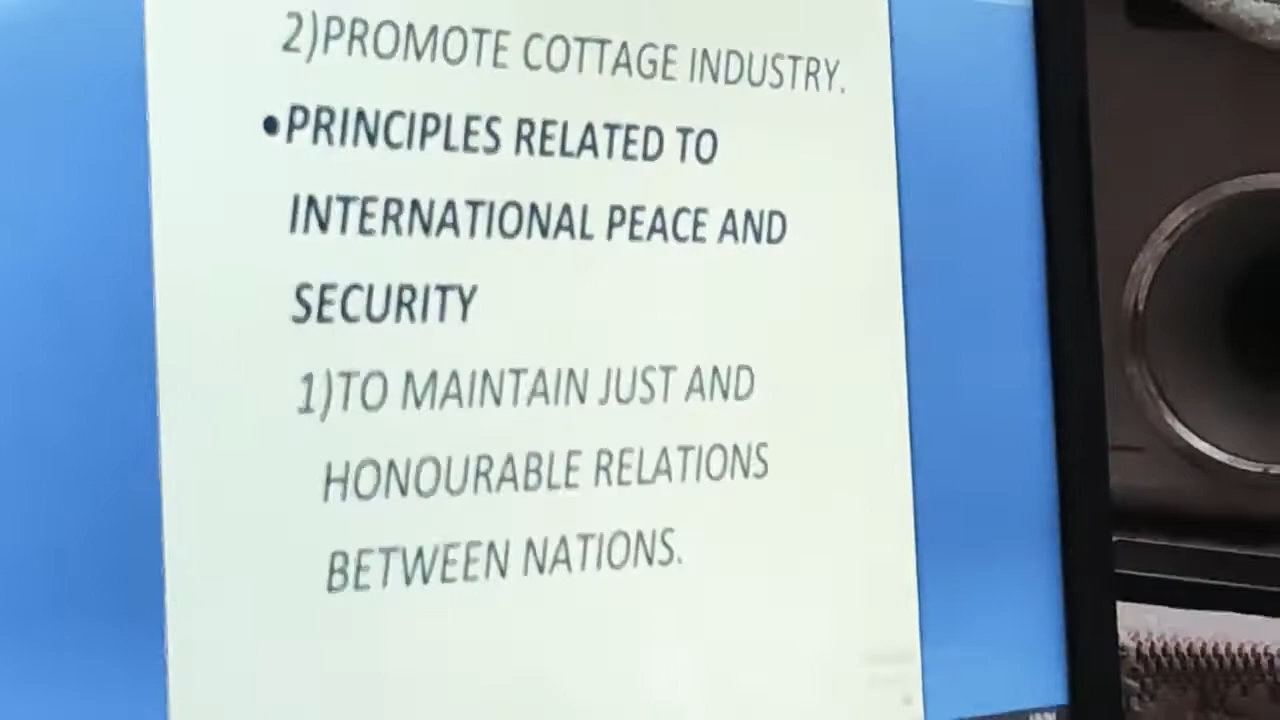 2)PROMOTE COTTAGE INDUSTRY.
•PRINCIPLES RELATED TO
INTERNATIONAL PEACE AND
SECURITY
1)TO MAINTAIN JUST AND
HONOURABLE RELATIONS
BETWEEN NATIONS.